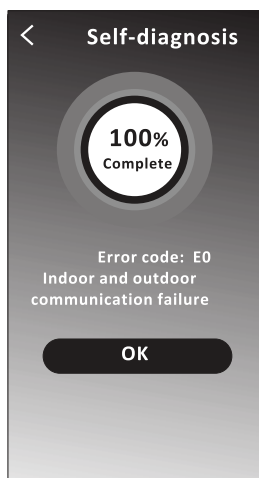 Self-diagnosis
100%
Complete
Error code: E0
Indoor and outdoor
communication failure
OK